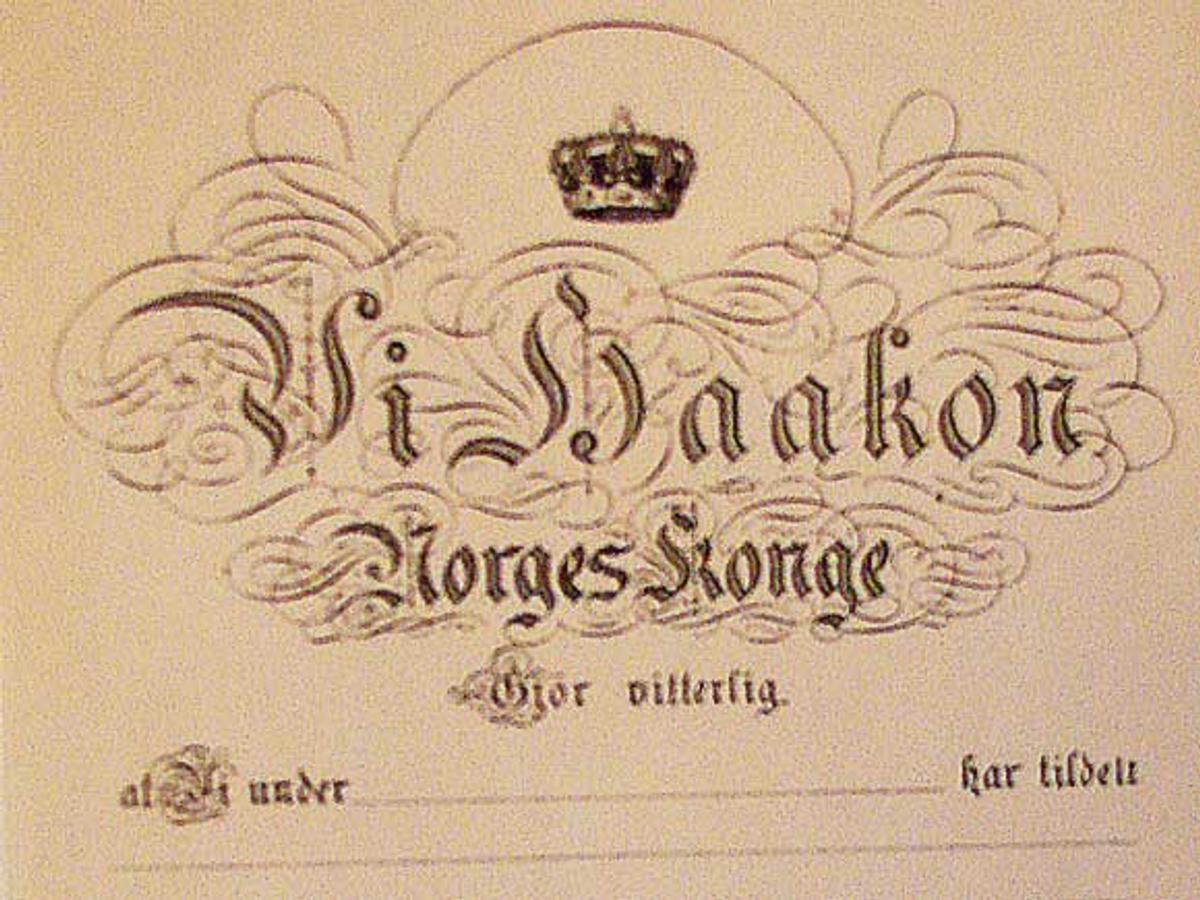 Vi Haakon
Norges Konge
Gjør vitterlig.
at Vi under har tildelt